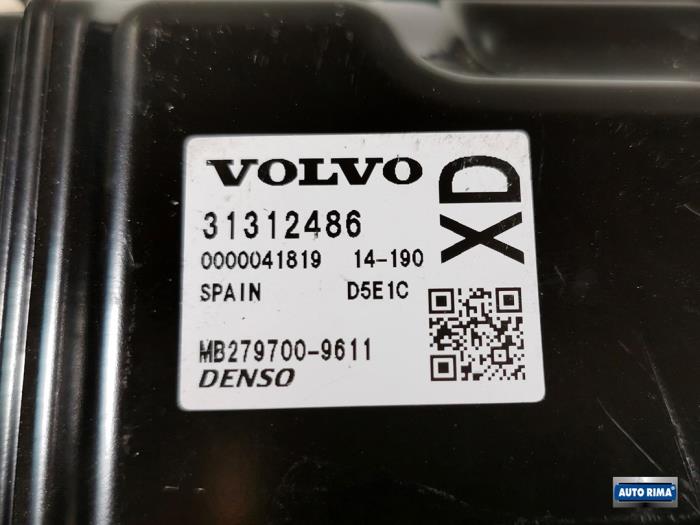 VOLVO
XD
31312486
0000041819 14-190
SPAIN D5E1C
MB279700-9611
DENSO
AUTO RIMA